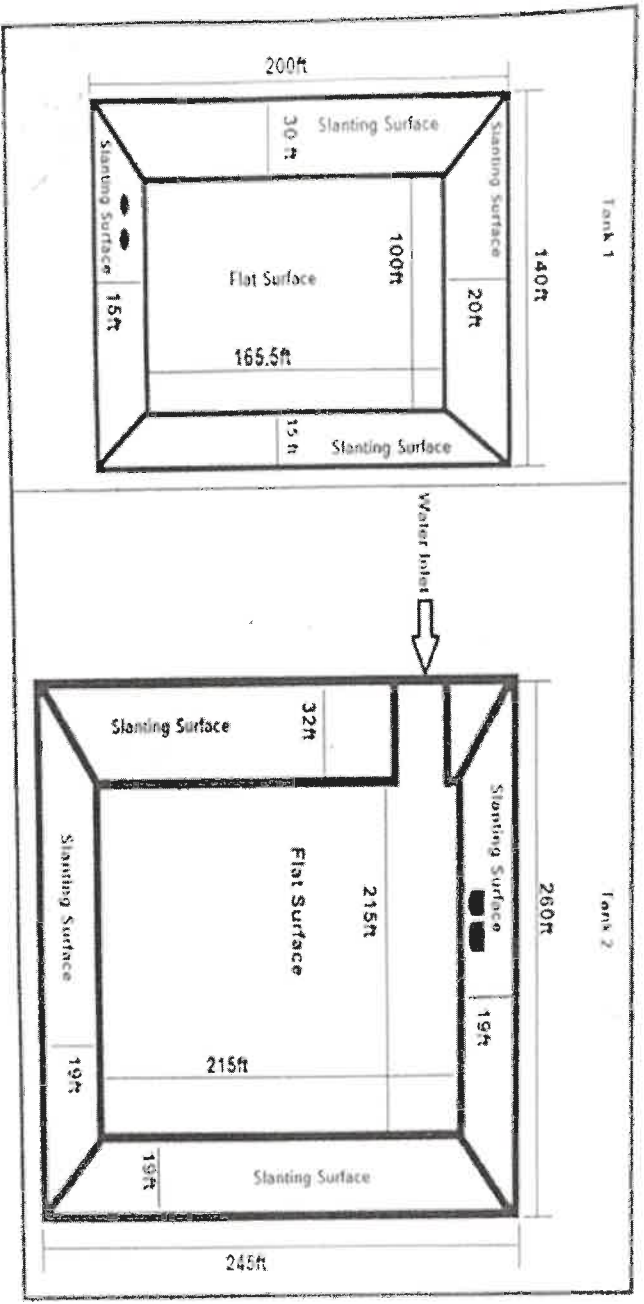 Tank 1
200ft
140ft
Slanting Surface
30 ft
Slanting Surface
20ft
Slanting Surface
15ft
Flat Surface
100ft
165.5ft
15 ft
Slanting Surface
Tank 2
Water Inlet
260ft
Slanting Surface
32ft
Slanting Surface
19ft
Slanting Surface
19ft
Flat Surface
215ft
215ft
19ft
Slanting Surface
245ft